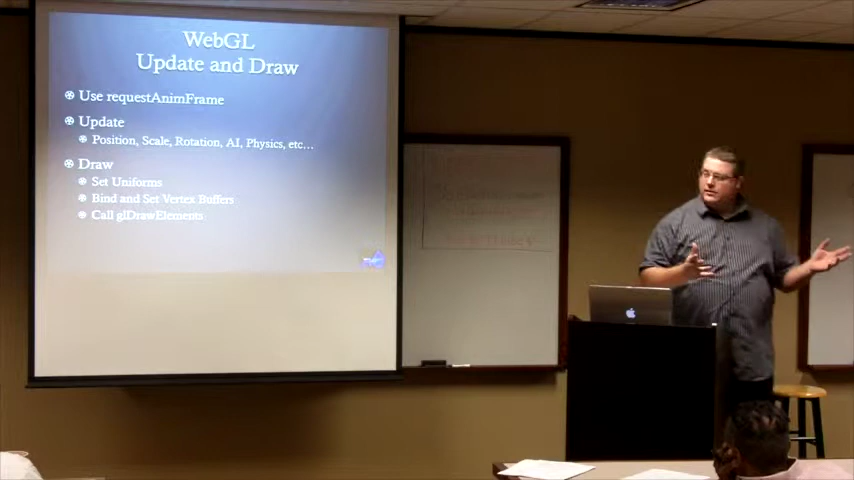 WebGL
Update and Draw
Use requestAnimFrame
Update
Position, Scale, Rotation, AI, Physics, etc...
Draw
Set Uniforms
Bind and Set Vertex Buffers
Call glDrawElements